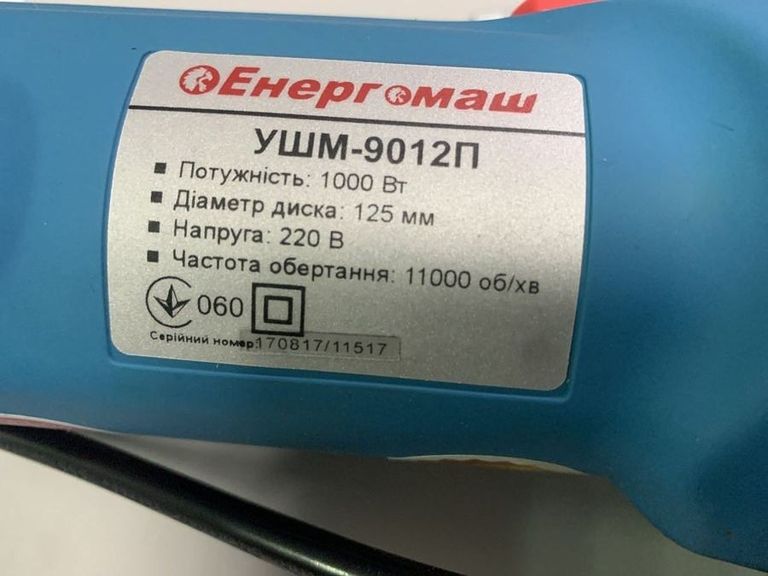 Енергомаш
УШМ-9012П
Потужність: 1000 Вт
Діаметр диска: 125 мм
Напруга: 220 В
Частота обертання: 11000 об/хв
060
Серійний номер: 170817/11517